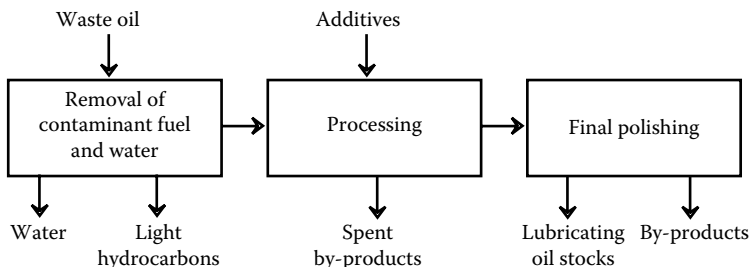 Waste oil
Additives
Removal of
contaminant fuel
and water
Processing
Final polishing
Water
Light
hydrocarbons
Spent
by-products
Lubricating
oil stocks
By-products